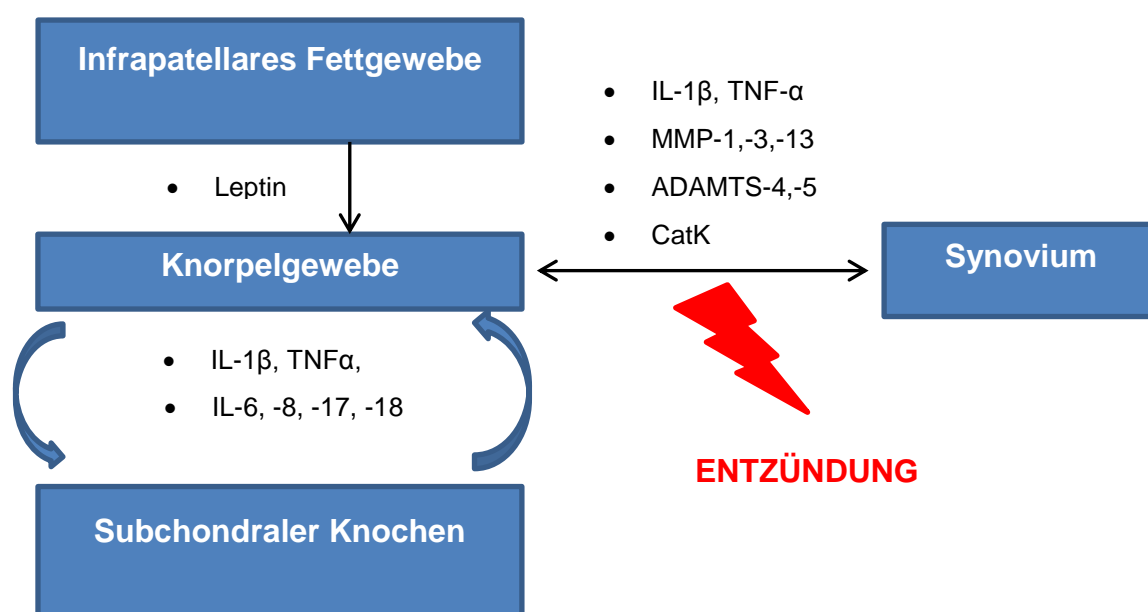 Infrapatellares Fettgewebe
• Leptin
• IL-1β, TNF-α
• MMP-1,-3,-13
• ADAMTS-4,-5
• CatK
Knorpelgewebe
Synovium
• IL-1β, TNFα,
• IL-6, -8, -17, -18
ENTZÜNDUNG
Subchondraler Knochen